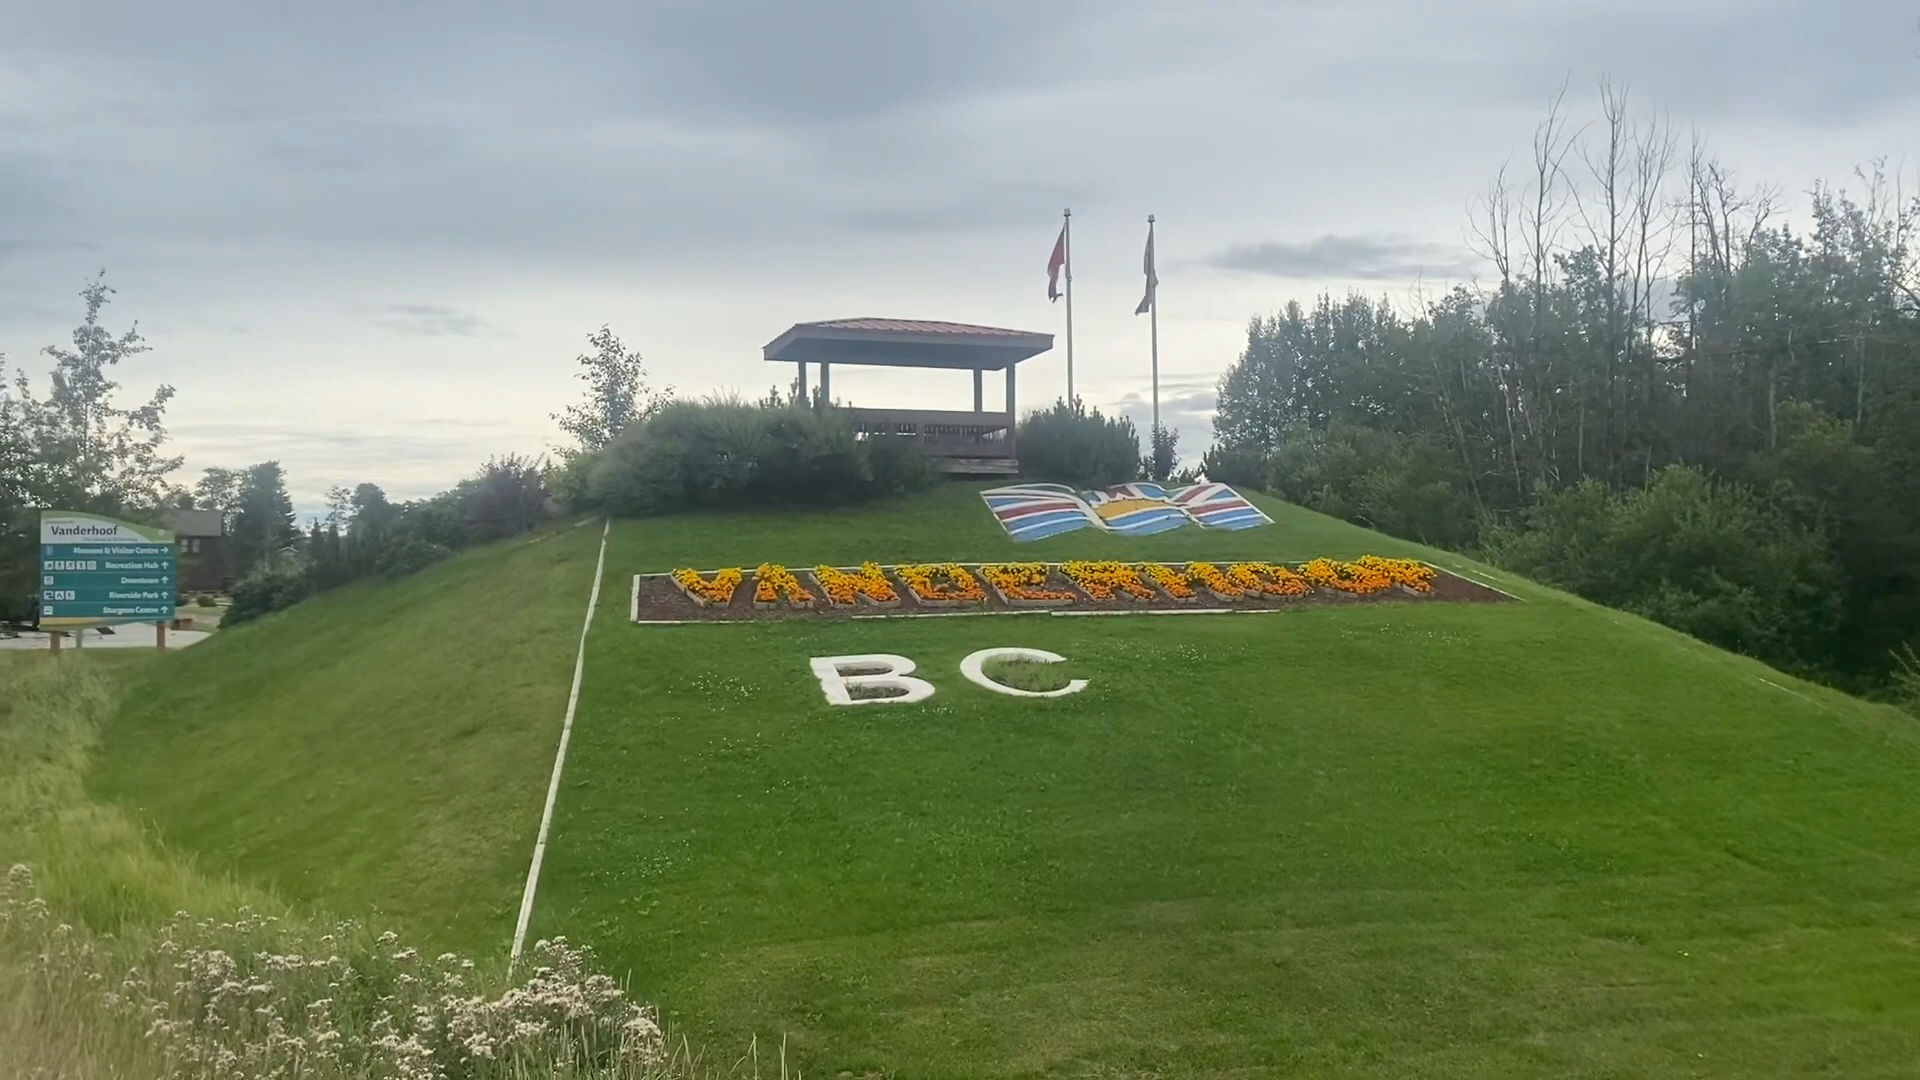 Vanderhoof
Museum & Visitor Centre →
Recreation Hub ↑
Downtown ↑
Riverside Park ↑
Sturgeon Centre ↑
VANDERHOOF
BC